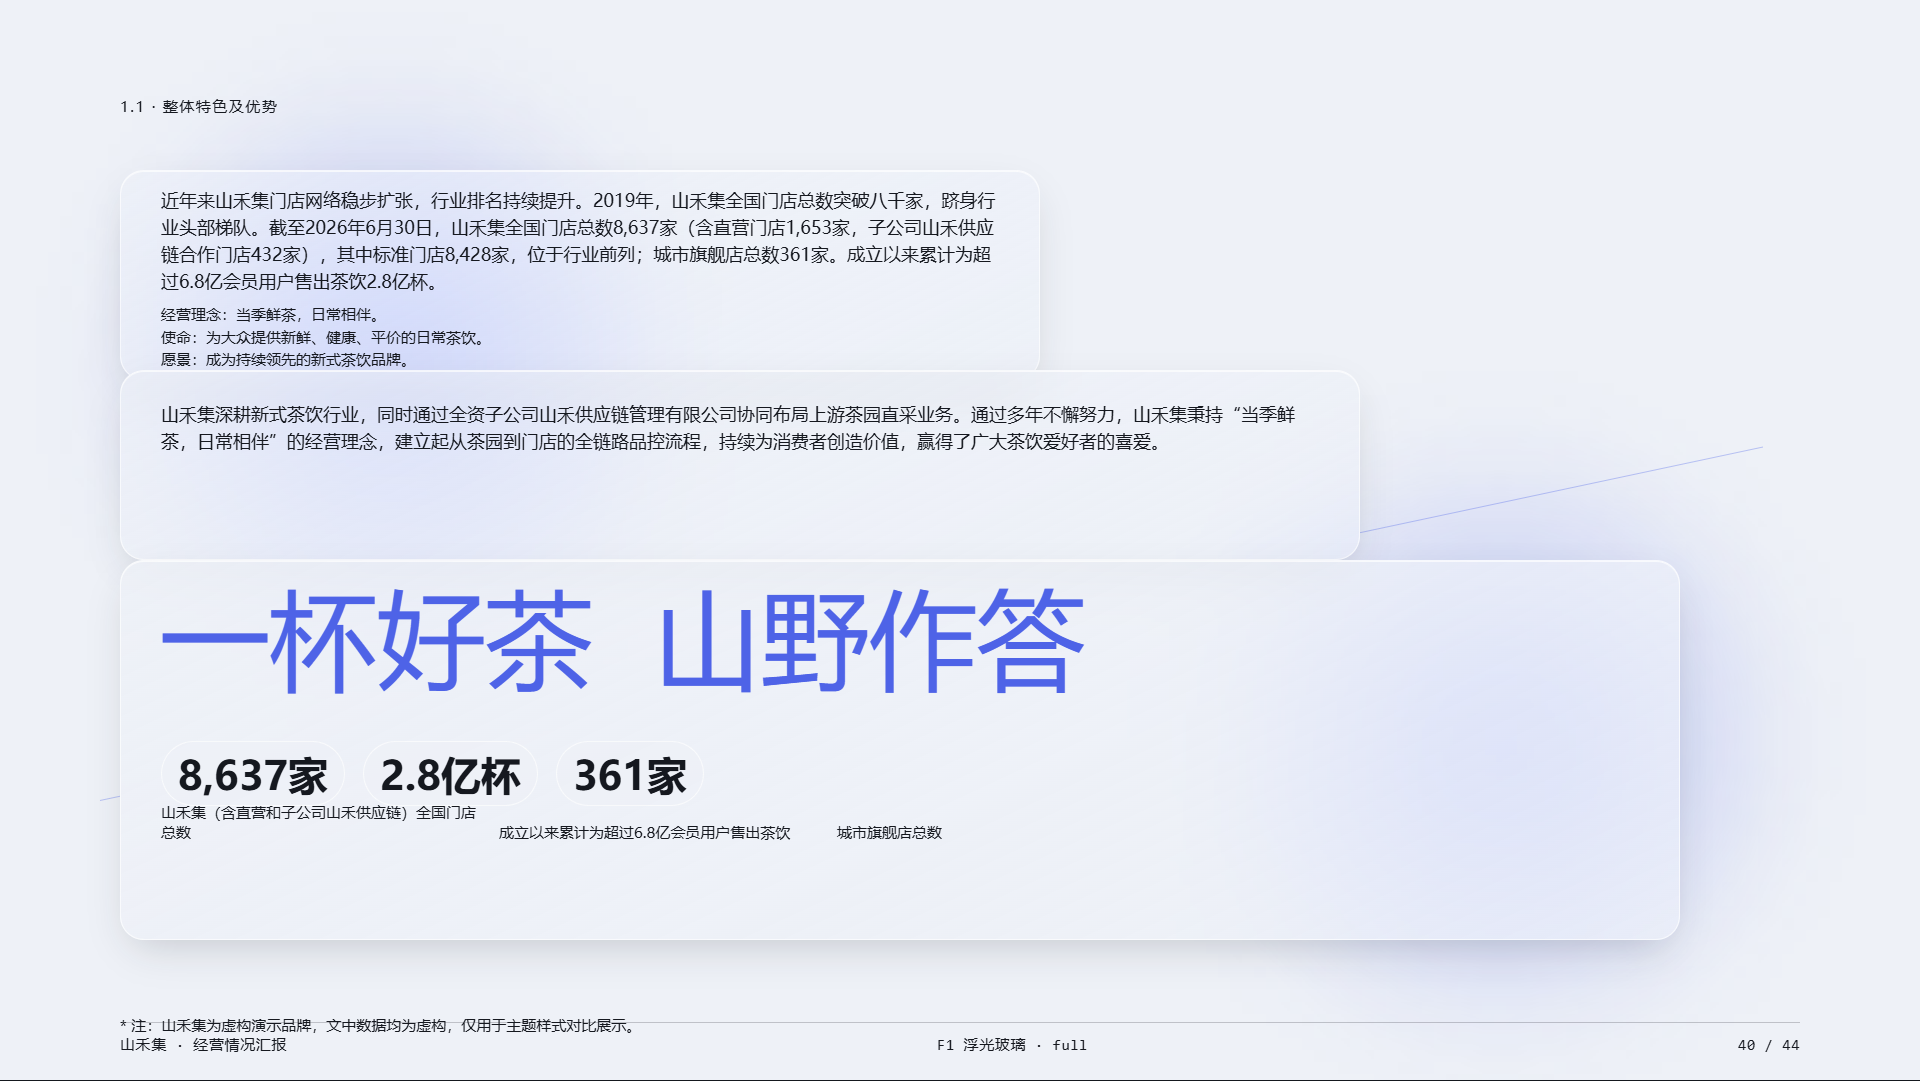 1.1 · 整体特色及优势
近年来山禾集门店网络稳步扩张，行业排名持续提升。2019年，山禾集全国门店总数突破八千家，跻身行
业头部梯队。截至2026年6月30日，山禾集全国门店总数8,637家（含直营门店1,653家，子公司山禾供应
链合作门店432家），其中标准门店8,428家，位于行业前列；城市旗舰店总数361家。成立以来累计为超
过6.8亿会员用户售出茶饮2.8亿杯。
经营理念：当季鲜茶，日常相伴。
使命：为大众提供新鲜、健康、平价的日常茶饮。
愿景：成为持续领先的新式茶饮品牌。
山禾集深耕新式茶饮行业，同时通过全资子公司山禾供应链管理有限公司协同布局上游茶园直采业务。通过多年不懈努力，山禾集秉持“当季鲜
茶，日常相伴”的经营理念，建立起从茶园到门店的全链路品控流程，持续为消费者创造价值，赢得了广大茶饮爱好者的喜爱。
一杯好茶 山野作答
8,637家 2.8亿杯 361家
山禾集（含直营和子公司山禾供应链）全国门店
总数 成立以来累计为超过6.8亿会员用户售出茶饮 城市旗舰店总数
* 注：山禾集为虚构演示品牌，文中数据均为虚构，仅用于主题样式对比展示。
山禾集 · 经营情况汇报 F1 浮光玻璃 · full 40 / 44